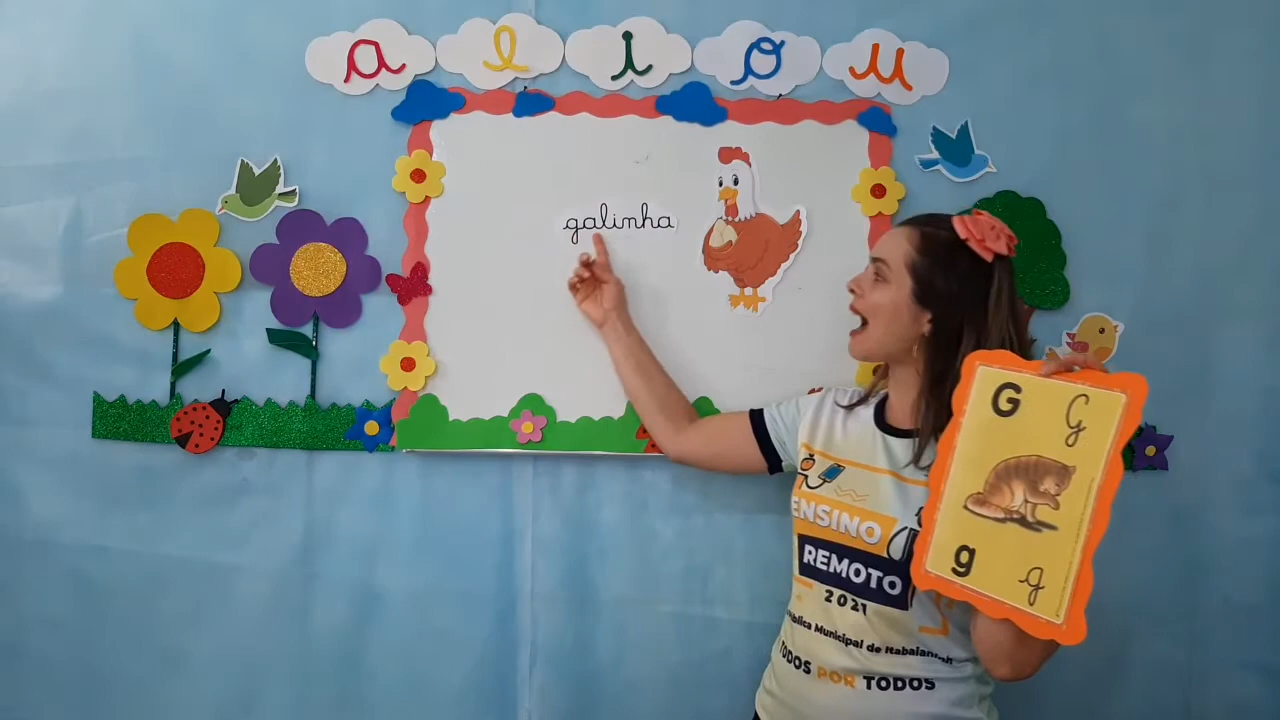 a e i o u
galinha
G G
g g
ENSINO
REMOTO
2021
Municipal de
TODOS POR TODOS